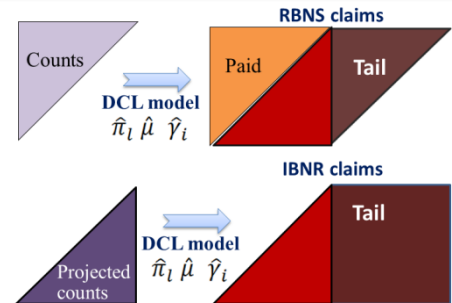 RBNS claims
Counts
Paid
Tail
DCL model
π̂ₗ μ̂ γ̂ᵢ
IBNR claims
Tail
DCL model
π̂ₗ μ̂ γ̂ᵢ
Projected
counts